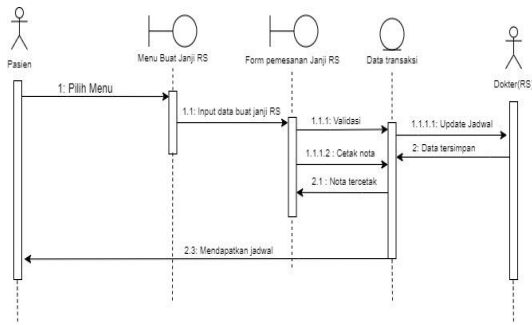 Pasien
Menu Buat Janji RS
Form pemesanan Janji RS
Data transaksi
Dokter(RS)
1: Pilih Menu
1.1: Input data buat janji RS
1.1.1: Validasi
1.1.1.1: Update Jadwal
2: Data tersimpan
1.1.1.2 : Cetak nota
2.1 : Nota tercetak
2.3: Mendapatkan jadwal